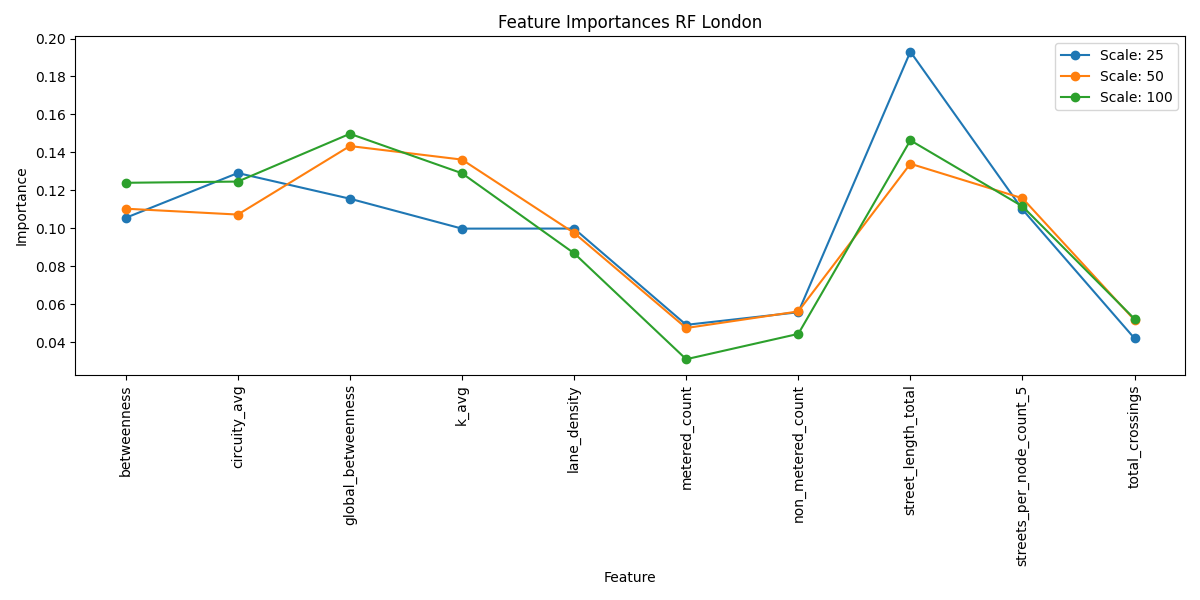 Feature Importances RF London
Importance
0.20
0.18
0.16
0.14
0.12
0.10
0.08
0.06
0.04
Scale: 25
Scale: 50
Scale: 100
betweenness
circuity_avg
global_betweenness
k_avg
lane_density
metered_count
non_metered_count
street_length_total
streets_per_node_count_5
total_crossings
Feature